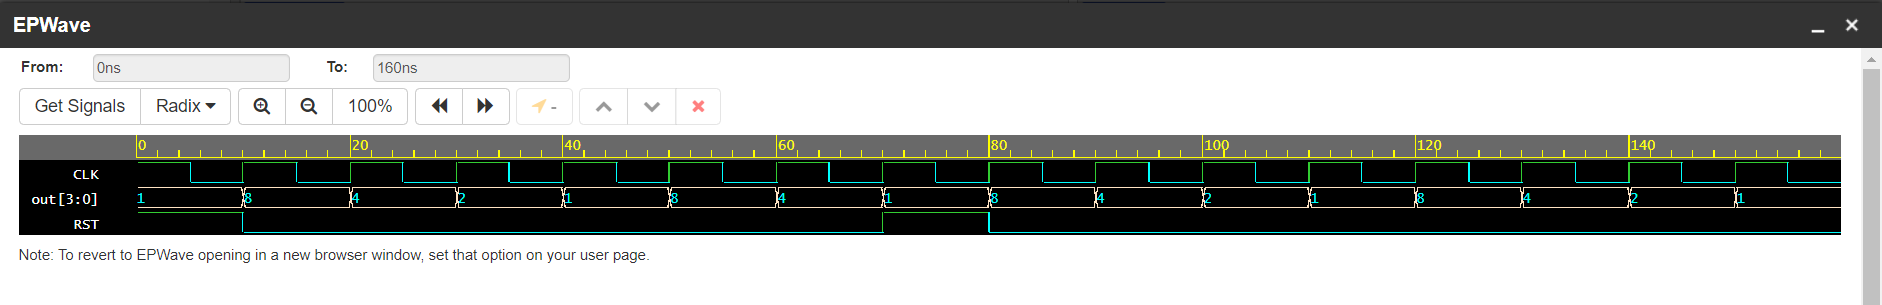 EPWave
From: 0ns To: 160ns
Get Signals Radix 100% -
0 20 40 60 80 100 120 140
CLK
out[3:0] 1 8 4 2 1 8 4 1 8 4 2 1 8 4 2 1
RST
Note: To revert to EPWave opening in a new browser window, set that option on your user page.